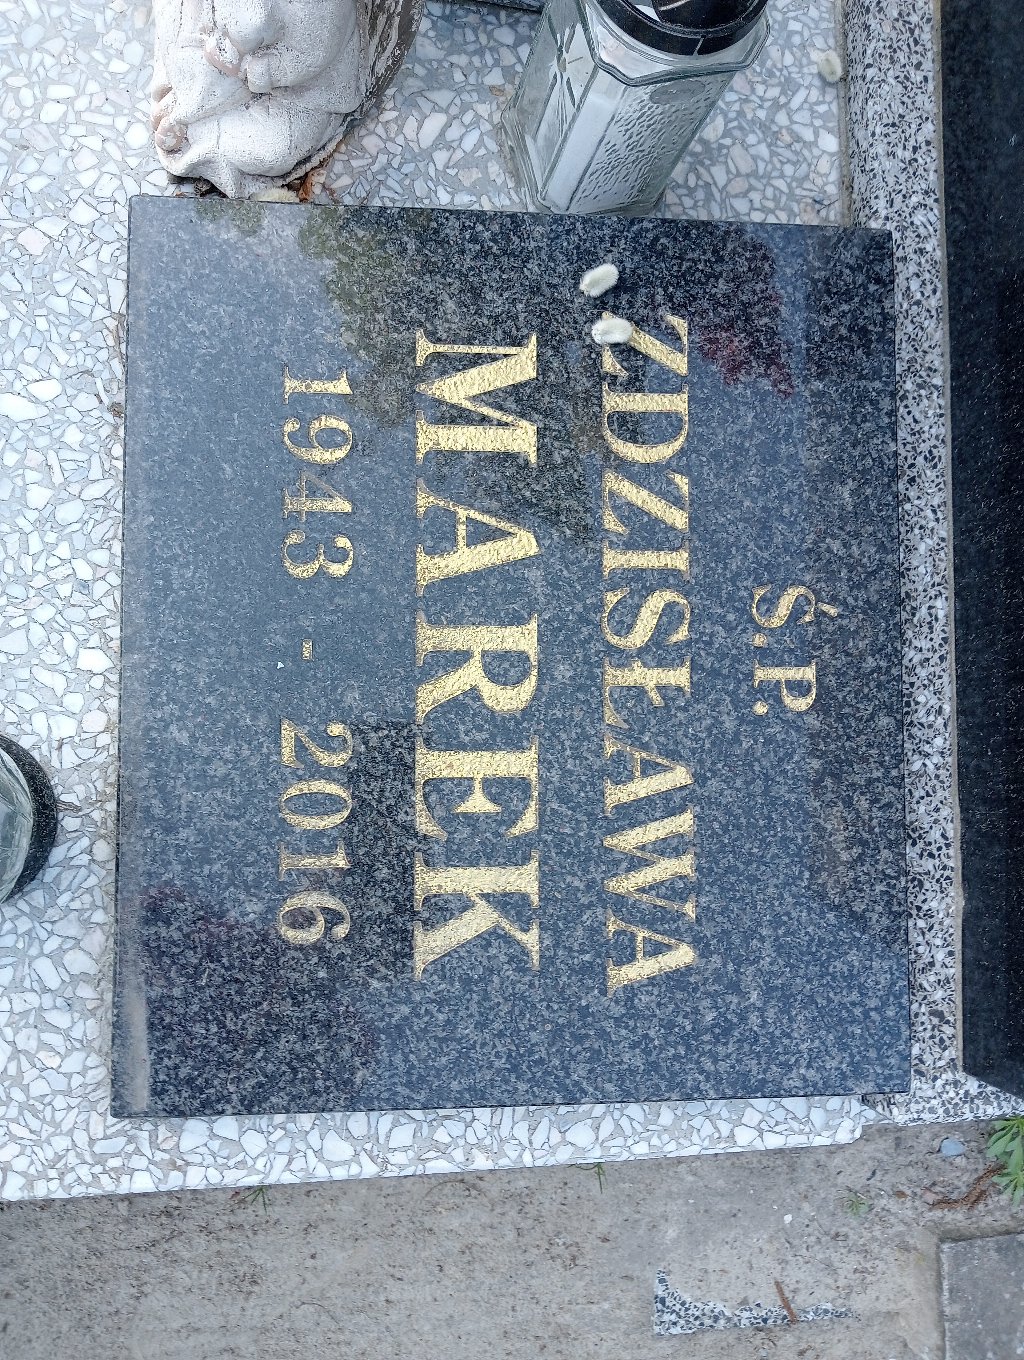 Ś.P.
ZDZISŁAWA
MAREK
1943 - 2016